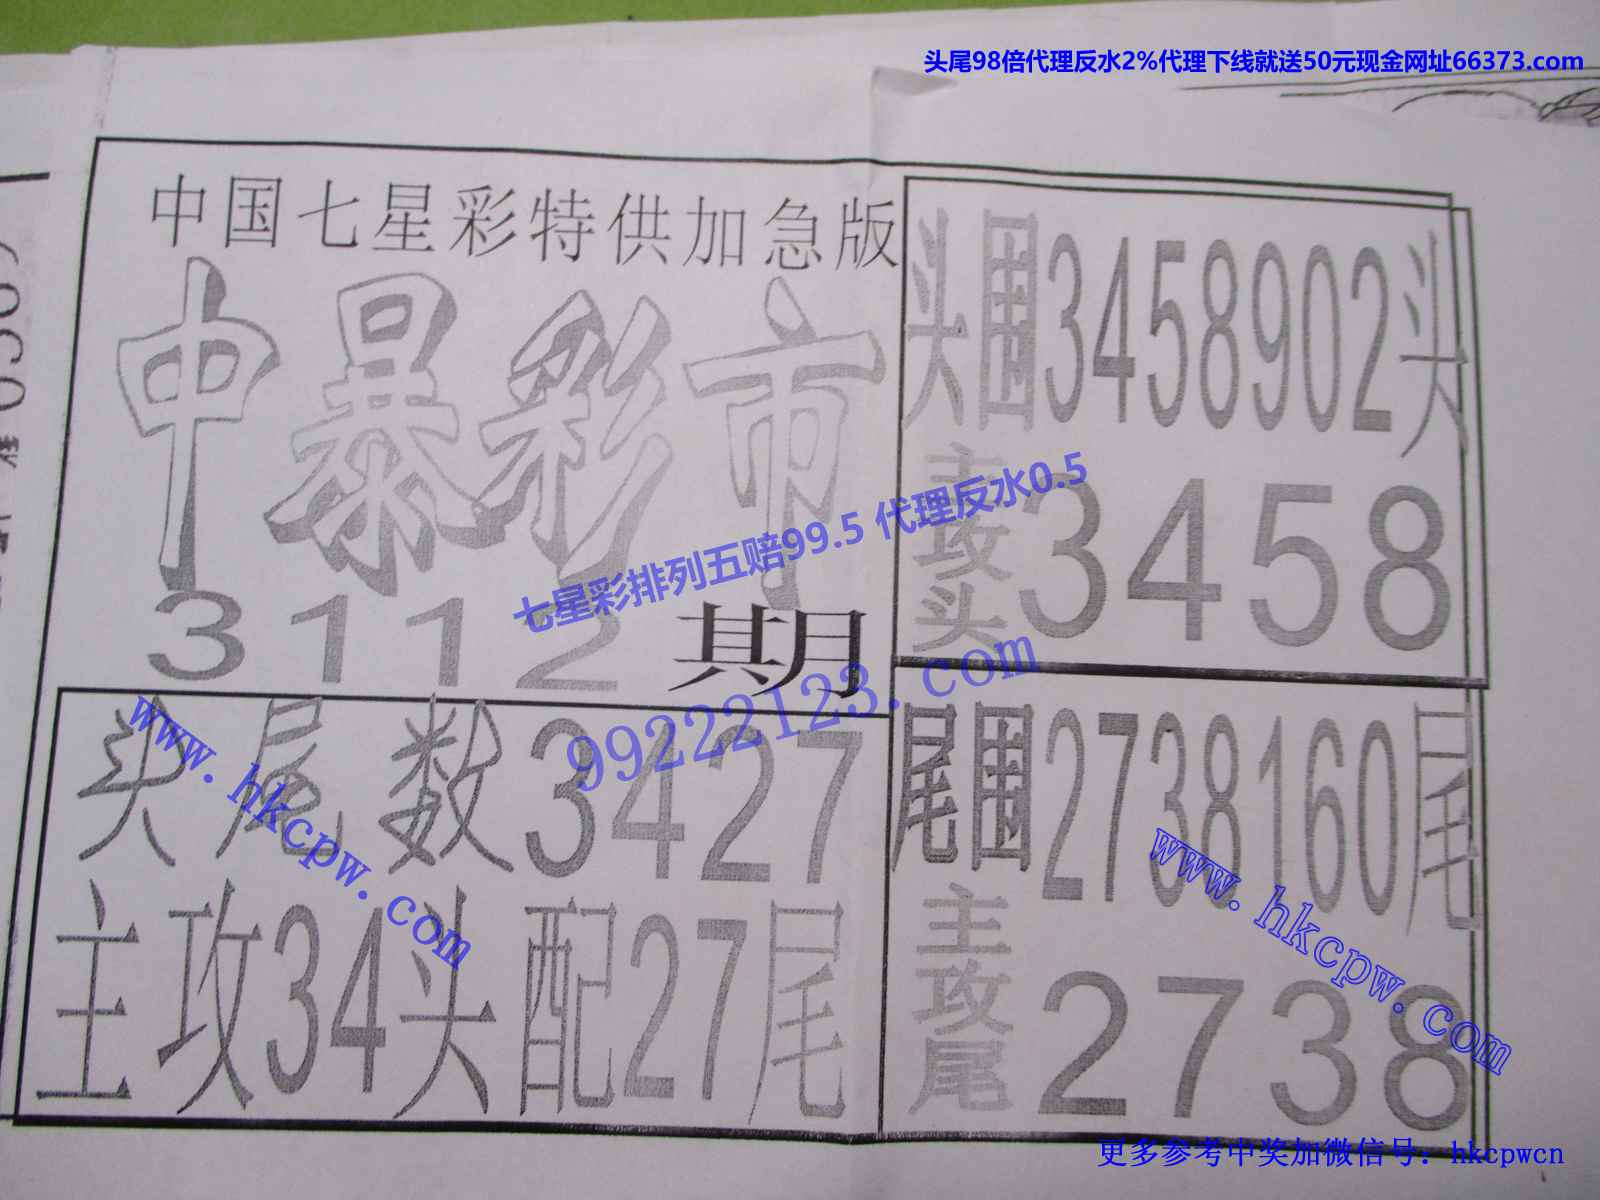 头尾98倍代理反水2%代理下线就送50元现金网址66373.com
中国七星彩特供加急版
中暴彩市
3112期
头围3458902头
主攻头3458
七星彩排列五赔99.5 代理反水0.5
99222123.com
头尾数3427
主攻34头配27尾
www.hkcpw.com
尾围2738160尾
主攻尾2738
www.hkcpw.com
更多参考中奖加微信号：hkcpwcn